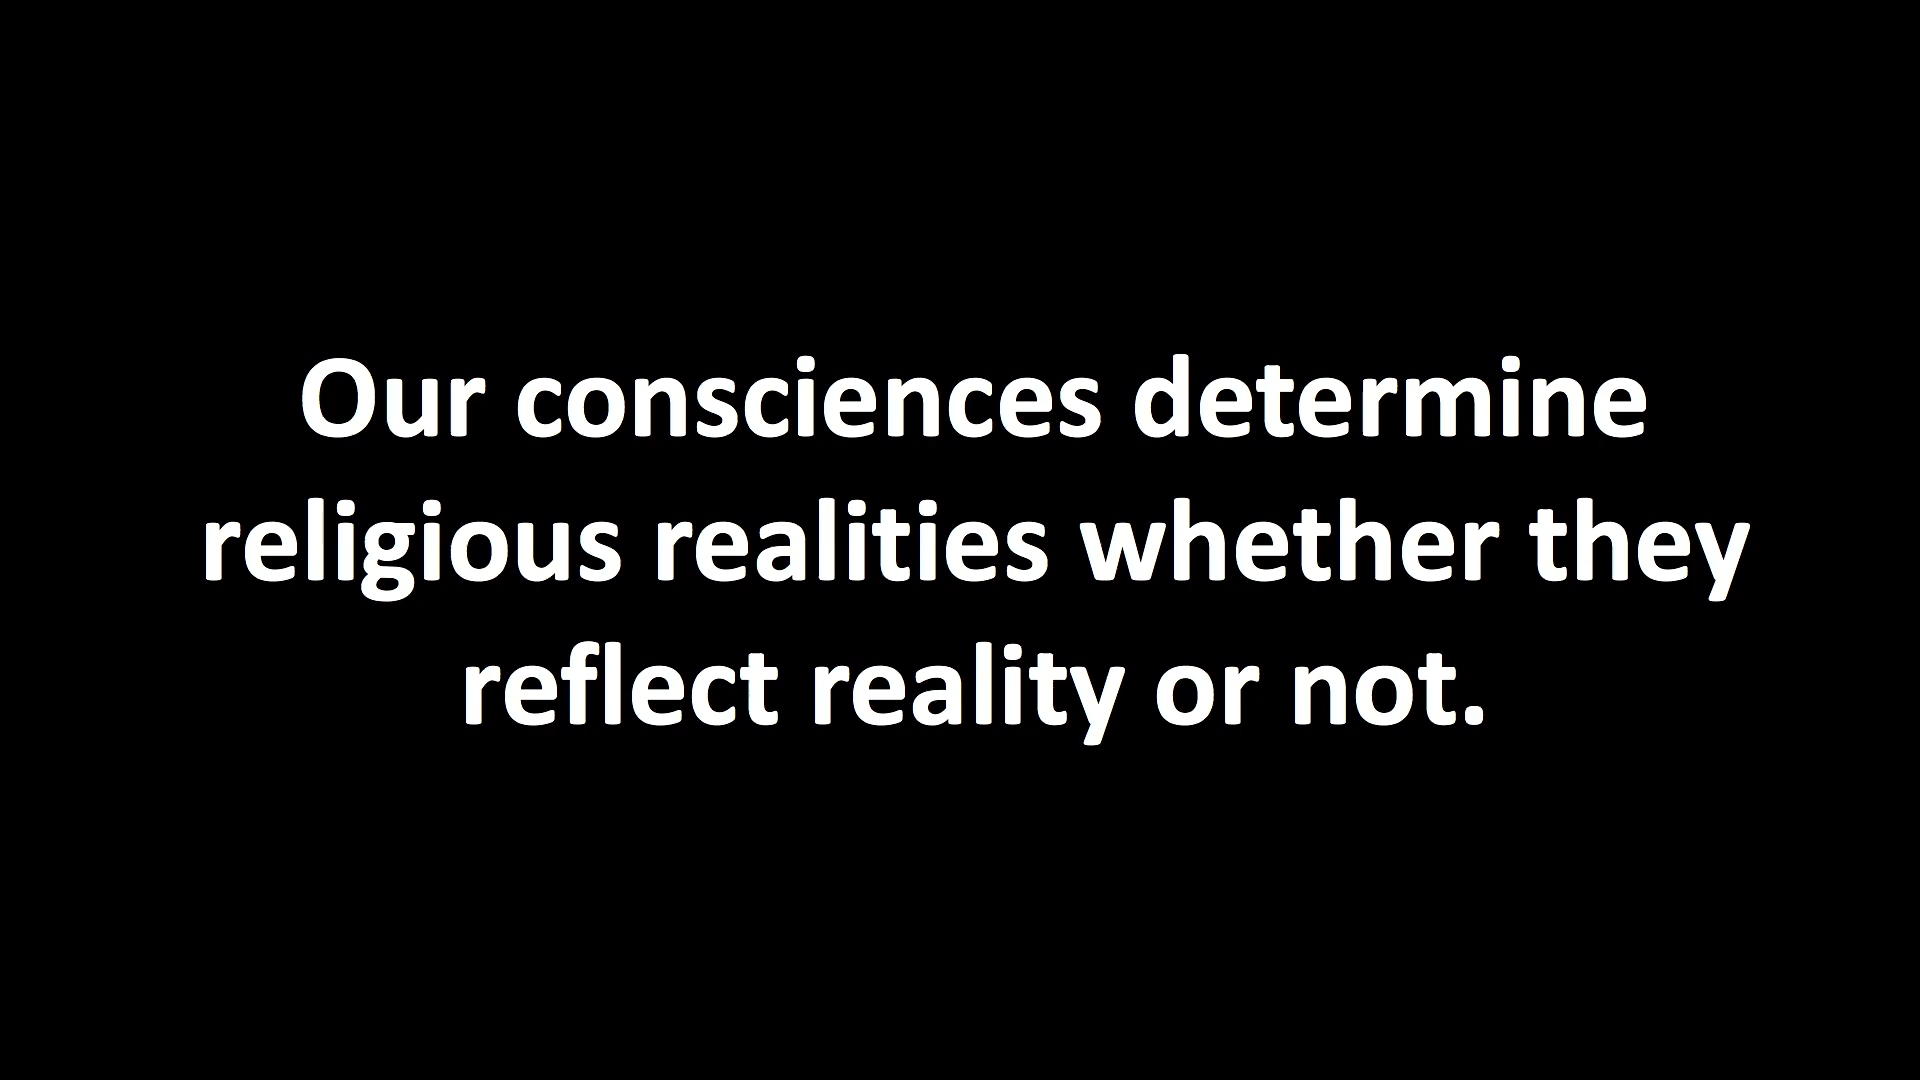 Our consciences determine
religious realities whether they
reflect reality or not.